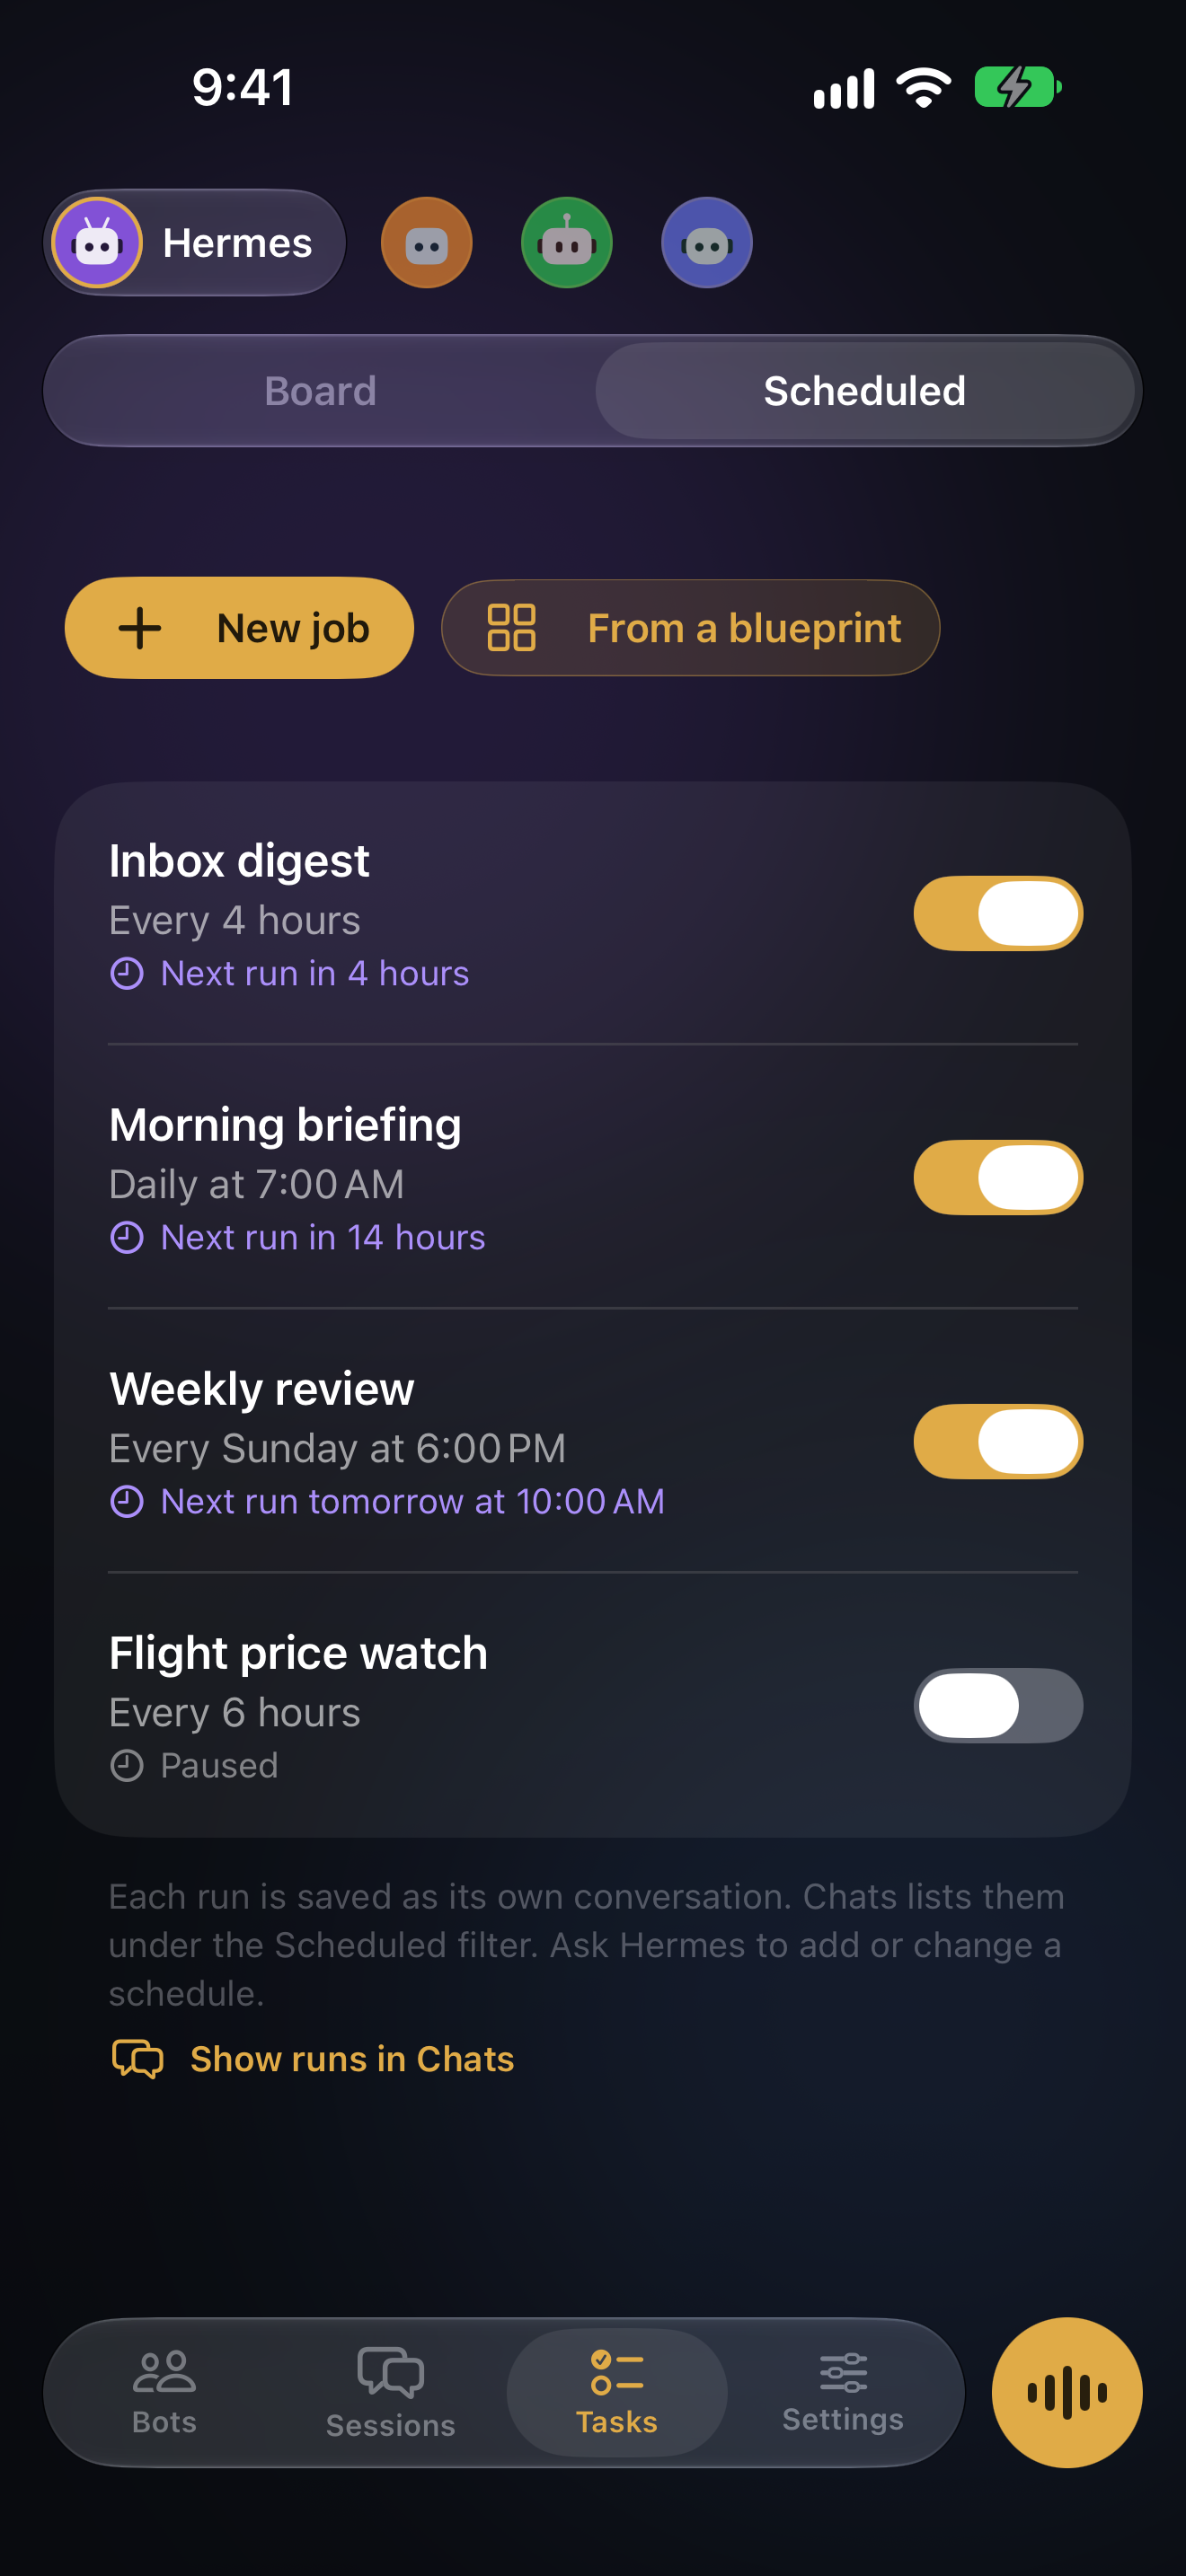 9:41
Hermes
Board
Scheduled
New job
From a blueprint
Inbox digest
Every 4 hours
Next run in 4 hours
Morning briefing
Daily at 7:00 AM
Next run in 14 hours
Weekly review
Every Sunday at 6:00 PM
Next run tomorrow at 10:00 AM
Flight price watch
Every 6 hours
Paused
Each run is saved as its own conversation. Chats lists them
under the Scheduled filter. Ask Hermes to add or change a
schedule.
Show runs in Chats
Bots
Sessions
Tasks
Settings